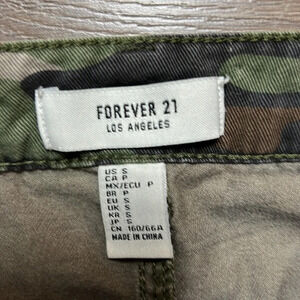 FOREVER 21
LOS ANGELES
US S
CA P
MX/ECU P
BR P
EU S
UK S
KR S
JP S
CN 160/66A
MADE IN CHINA